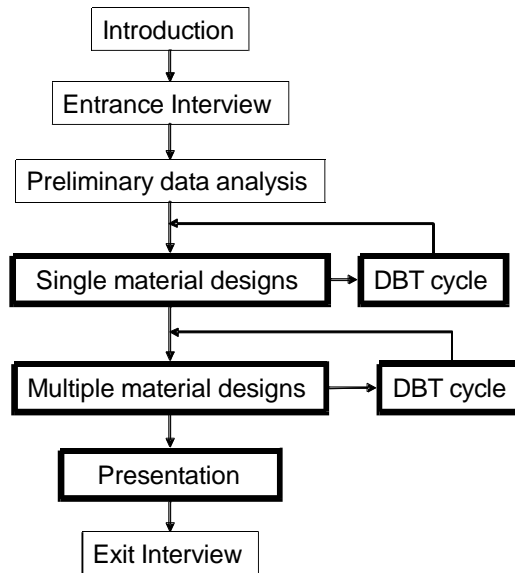 Introduction
Entrance Interview
Preliminary data analysis
Single material designs
DBT cycle
Multiple material designs
DBT cycle
Presentation
Exit Interview